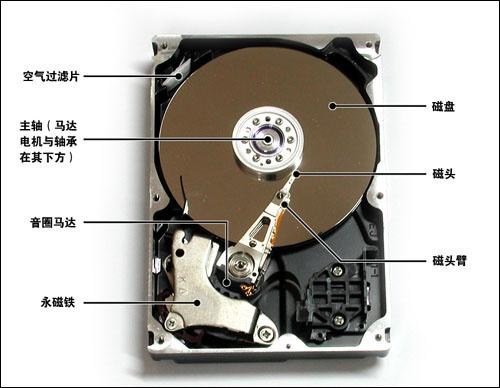 空气过滤片
主轴（马达
电机与轴承
在其下方）
音圈马达
永磁铁
磁盘
磁头
磁头臂